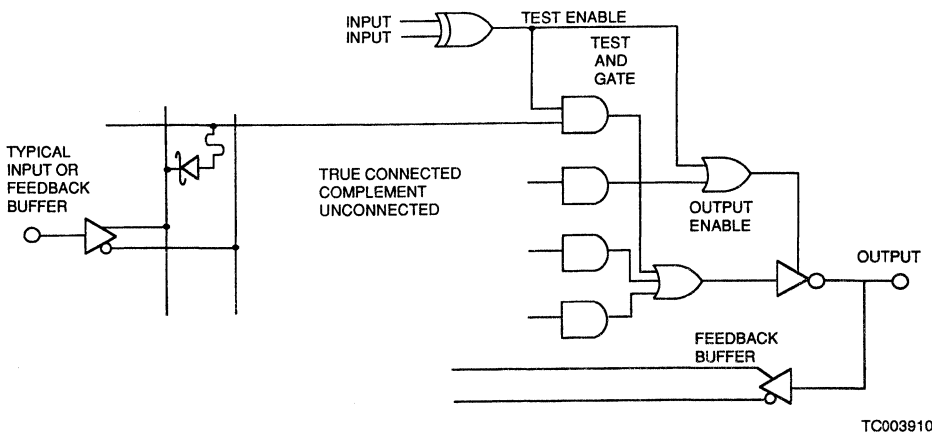 INPUT
INPUT
TEST ENABLE
TEST
AND
GATE
TYPICAL
INPUT OR
FEEDBACK
BUFFER
TRUE CONNECTED
COMPLEMENT
UNCONNECTED
OUTPUT
ENABLE
OUTPUT
FEEDBACK
BUFFER
TC003910